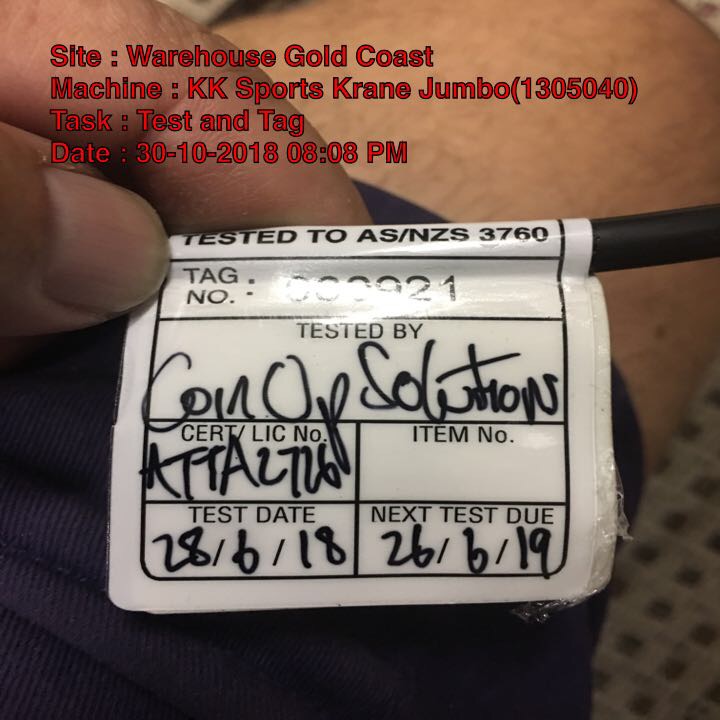 Site : Warehouse Gold Coast
Machine : KK Sports Krane Jumbo(1305040)
Task : Test and Tag
Date : 30-10-2018 08:08 PM
TESTED TO AS/NZS 3760
TAG NO. :
TESTED BY
Coin Op Solution
CERT/ LIC No. ITEM No.
ATTA2726
TEST DATE NEXT TEST DUE
28/6/18 26/6/19